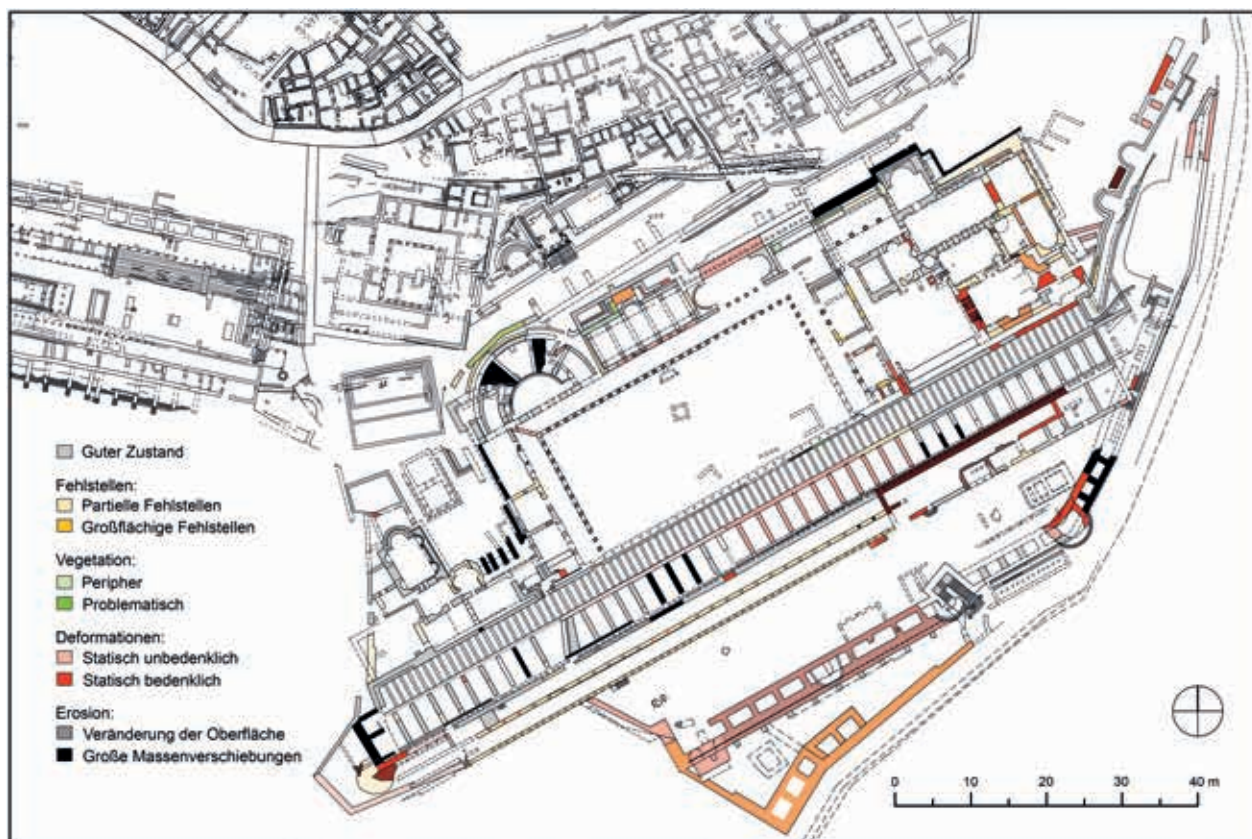 Guter Zustand
Fehlstellen:
Partielle Fehlstellen
Großflächige Fehlstellen
Vegetation:
Peripher
Problematisch
Deformationen:
Statisch unbedenklich
Statisch bedenklich
Erosion:
Veränderung der Oberfläche
Große Massenverschiebungen
0 10 20 30 40 m